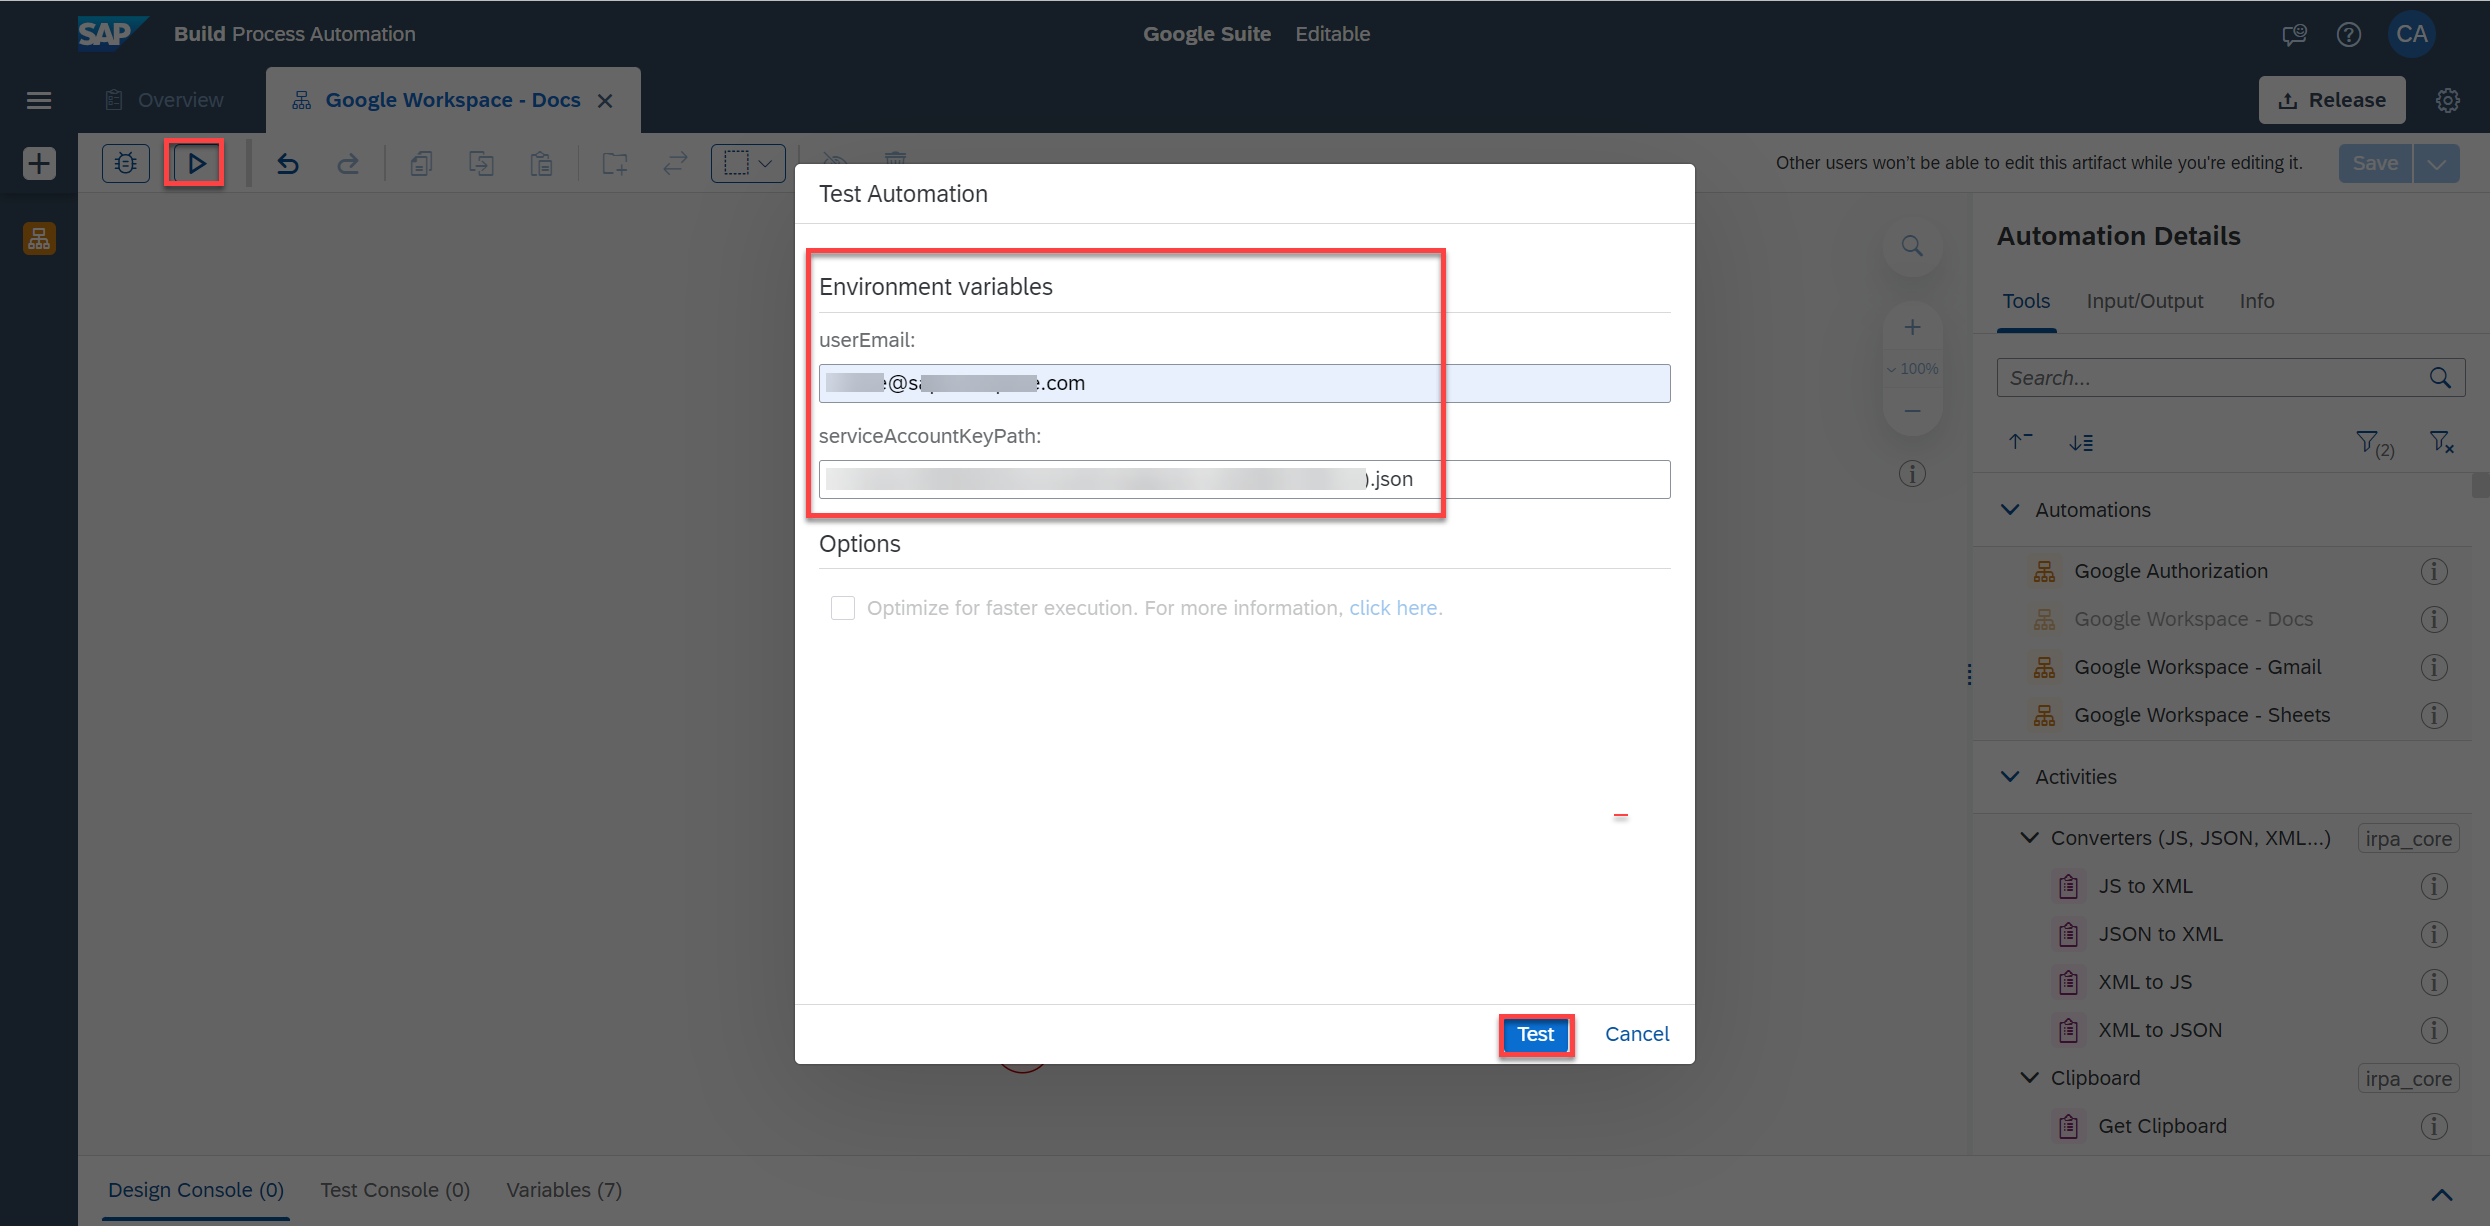 SAP Build Process Automation
Google Suite Editable
CA
Overview
Google Workspace - Docs
Release
Other users won't be able to edit this artifact while you're editing it.
Save
Test Automation
Environment variables
userEmail:
e@sa
e.com
serviceAccountKeyPath:
).json
Options
Optimize for faster execution. For more information, click here.
Test Cancel
100%
Automation Details
Tools Input/Output Info
Search...
(2)
Automations
Google Authorization
Google Workspace - Docs
Google Workspace - Gmail
Google Workspace - Sheets
Activities
Converters (JS, JSON, XML...) irpa_core
JS to XML
JSON to XML
XML to JS
XML to JSON
Clipboard irpa_core
Get Clipboard
Design Console (0) Test Console (0) Variables (7)